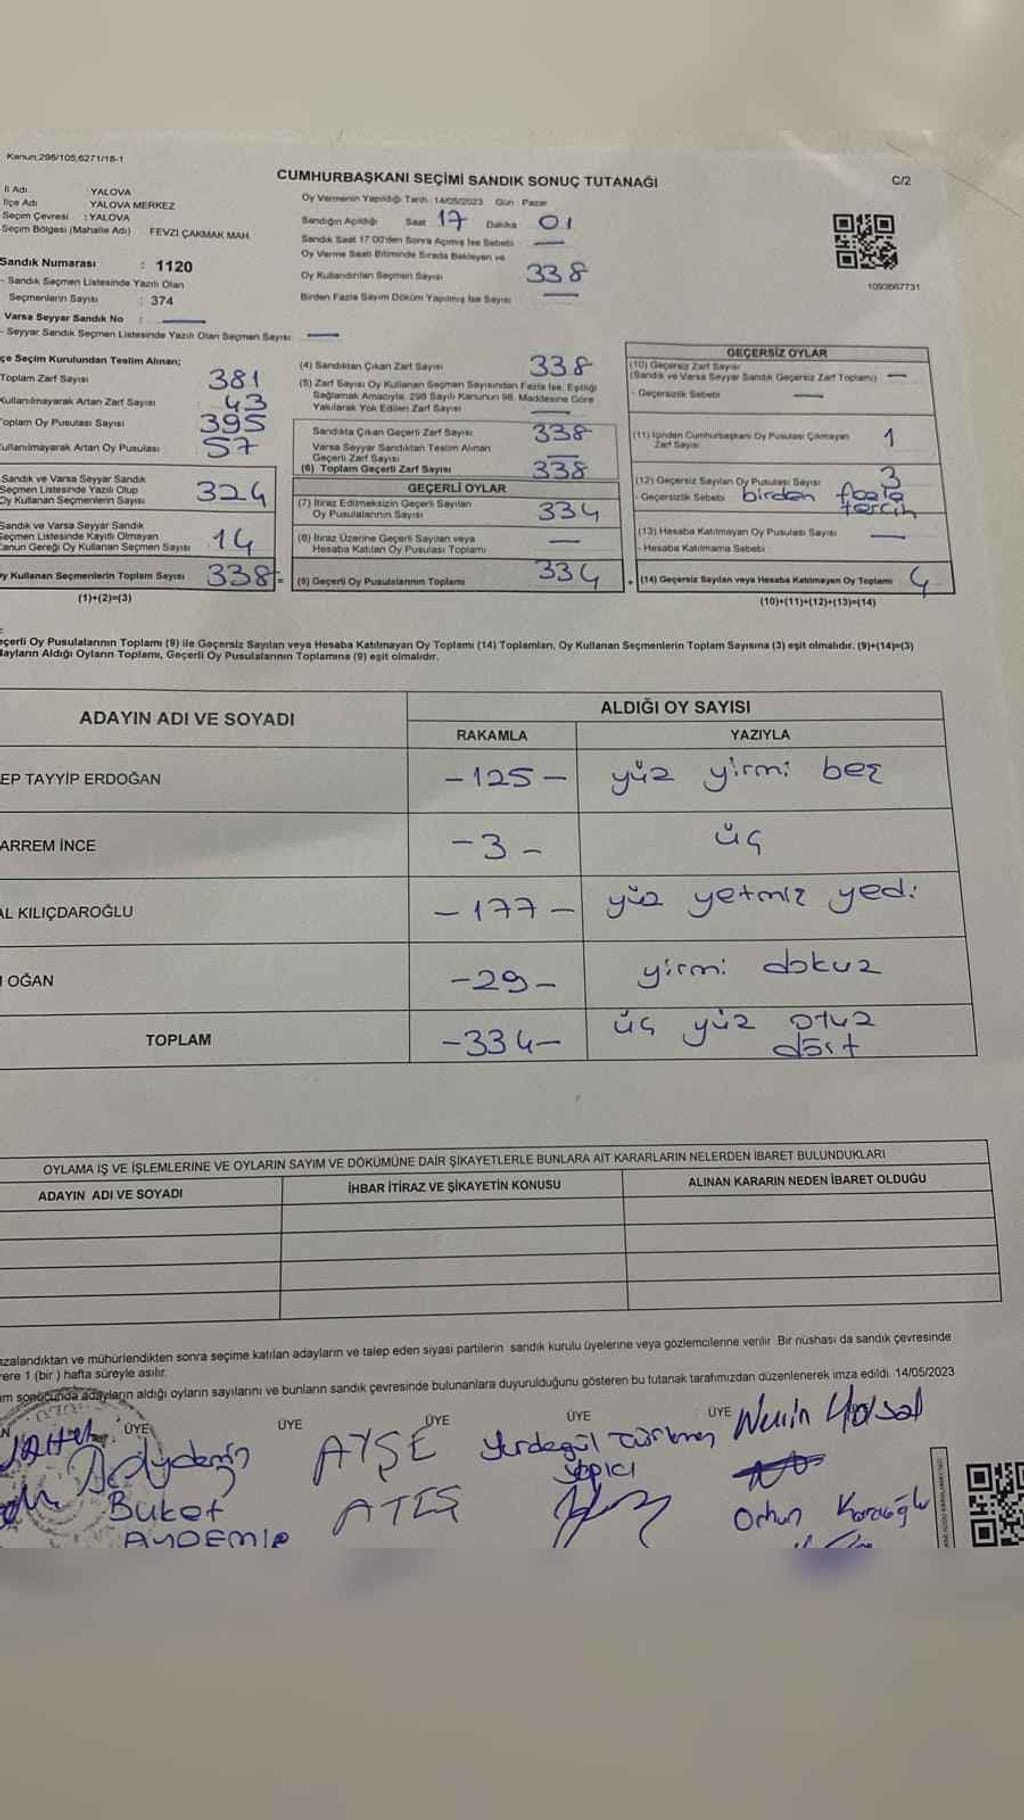 Kanun:298/105,6271/18-1
CUMHURBAŞKANI SEÇİMİ SANDIK SONUÇ TUTANAĞI
C/2
İl Adı : YALOVA
İlçe Adı : YALOVA MERKEZ
Seçim Çevresi : YALOVA
Seçim Bölgesi (Mahalle Adı) FEVZİ ÇAKMAK MAH.
Sandık Numarası : 1120
- Sandık Seçmen Listesinde Yazılı Olan
Seçmenlerin Sayısı : 374
Varsa Seyyar Sandık No :
- Seyyar Sandık Seçmen Listesinde Yazılı Olan Seçmen Sayısı
Oy Vermenin Yapıldığı Tarih 14/05/2023 Gün Pazar
Sandığın Açıldığı Saat 17 Dakika 01
Sandık Saat 17:00'den Sonra Açılmış İse Sebebi
Oy Verme Saati Bitiminde Sırada Bekleyen ve
Oy Kullandırılan Seçmen Sayısı 338
Birden Fazla Sayım Döküm Yapılmış İse Sayısı
1093667731
çe Seçim Kurulundan Teslim Alınan;
Toplam Zarf Sayısı 381
Kullanılmayarak Artan Zarf Sayısı 43
Toplam Oy Pusulası Sayısı 395
Kullanılmayarak Artan Oy Pusulası 57
Sandık ve Varsa Seyyar Sandık
Seçmen Listesinde Yazılı Olup
Oy Kullanan Seçmenlerin Sayısı 324
Sandık ve Varsa Seyyar Sandık
Seçmen Listesinde Kayıtlı Olmayan
Kanun Gereği Oy Kullanan Seçmen Sayısı 14
Oy Kullanan Seçmenlerin Toplam Sayısı 338 =
(1)+(2)=(3)
(4) Sandıktan Çıkan Zarf Sayısı 338
(5) Zarf Sayısı Oy Kullanan Seçmen Sayısından Fazla İse, Eşitliği
Sağlamak Amacıyla, 298 Sayılı Kanunun 98. Maddesine Göre
Yakılarak Yok Edilen Zarf Sayısı
Sandıkta Çıkan Geçerli Zarf Sayısı 338
Varsa Seyyar Sandıktan Teslim Alınan
Geçerli Zarf Sayısı
(6) Toplam Geçerli Zarf Sayısı 338
GEÇERLİ OYLAR
(7) İtiraz Edilmeksizin Geçerli Sayılan
Oy Pusulalarının Sayısı 334
(8) İtiraz Üzerine Geçerli Sayılan veya
Hesaba Katılan Oy Pusulası Toplamı
(9) Geçerli Oy Pusulalarının Toplamı 334
GEÇERSİZ OYLAR
(10) Geçersiz Zarf Sayısı
(Sandık ve Varsa Seyyar Sandık Geçersiz Zarf Toplamı)
- Geçersizlik Sebebi
(11) İçinden Cumhurbaşkanı Oy Pusulası Çıkmayan
Zarf Sayısı 1
(12) Geçersiz Sayılan Oy Pusulası Sayısı 3
- Geçersizlik Sebebi birden fazla
tercih
(13) Hesaba Katılmayan Oy Pusulası Sayısı
- Hesaba Katılmama Sebebi
+ (14) Geçersiz Sayılan veya Hesaba Katılmayan Oy Toplamı 4
(10)+(11)+(12)+(13)=(14)
eçerli Oy Pusulalarının Toplamı (9) ile Geçersiz Sayılan veya Hesaba Katılmayan Oy Toplamı (14) Toplamları, Oy Kullanan Seçmenlerin Toplam Sayısına (3) eşit olmalıdır. (9)+(14)=(3)
dayların Aldığı Oyların Toplamı, Geçerli Oy Pusulalarının Toplamına (9) eşit olmalıdır.
ADAYIN ADI VE SOYADI ALDIĞI OY SAYISI
RAKAMLA YAZIYLA
EP TAYYİP ERDOĞAN -125- yüz yirmi beş
ARREM İNCE -3- üç
AL KILIÇDAROĞLU -177- yüz yetmiş yedi
OĞAN -29- yirmi dokuz
TOPLAM -334- üç yüz otuz
dört
OYLAMA İŞ VE İŞLEMLERİNE VE OYLARIN SAYIM VE DÖKÜMÜNE DAİR ŞİKAYETLERLE BUNLARA AİT KARARLARIN NELERDEN İBARET BULUNDUKLARI
ADAYIN ADI VE SOYADI İHBAR İTİRAZ VE ŞİKAYETİN KONUSU ALINAN KARARIN NEDEN İBARET OLDUĞU
zalandıktan ve mühürlendikten sonra seçime katılan adayların ve talep eden siyasi partilerin sandık kurulu üyelerine veya gözlemcilerine verilir. Bir nüshası da sandık çevresinde
ere 1 (bir) hafta süreyle asılır.
m sonucunda adayların aldığı oyların sayılarını ve bunların sandık çevresinde bulunanlara duyurulduğunu gösteren bu tutanak tarafımızdan düzenlenerek imza edildi. 14/05/2023
ÜYE ÜYE ÜYE ÜYE ÜYE
AYŞE
ATEŞ
Buket
AYDEMİR
Yurdagül Türkmen
Yapıcı
Orhun Karaoğlu